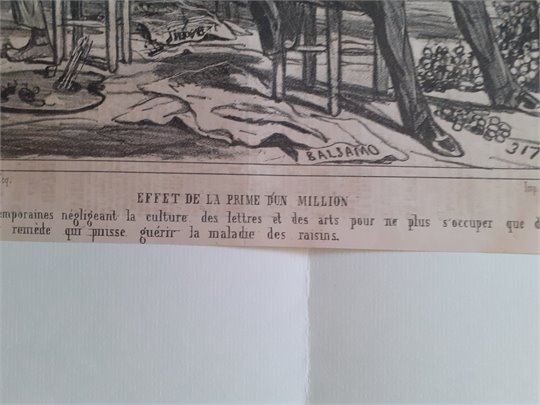 BALSAMO
317
Imp.
EFFET DE LA PRIME D'UN MILLION
emporaines négligeant la culture des lettres et des arts pour ne plus s'occuper que d
remède qui puisse guérir la maladie des raisins.